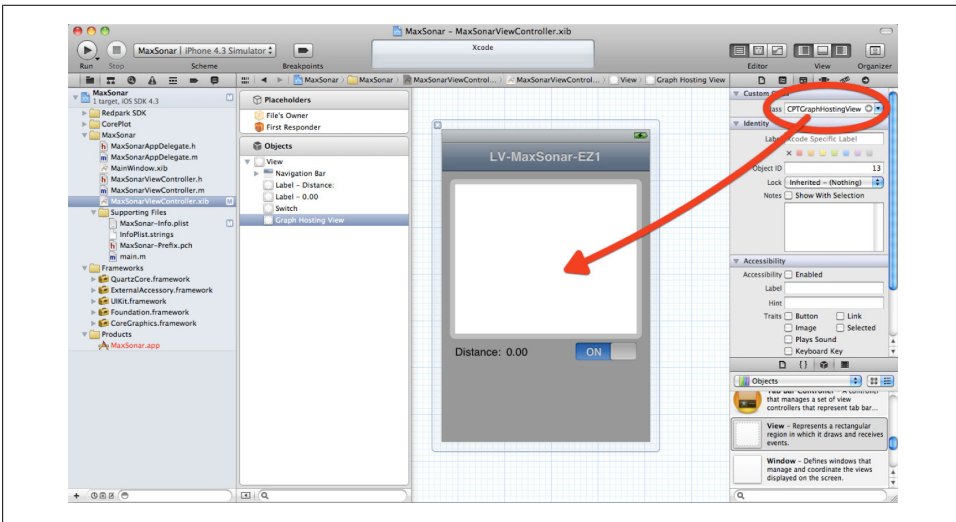 MaxSonar – MaxSonarViewController.xib
MaxSonar | iPhone 4.3 Simulator
Xcode
Run Stop Scheme Breakpoints Editor View Organizer
MaxSonar MaxSonar MaxSonarViewControl... MaxSonarViewControl... View Graph Hosting View
MaxSonar
1 target, iOS SDK 4.3
Redpark SDK
CorePlot
MaxSonar
MaxSonarAppDelegate.h
MaxSonarAppDelegate.m
MainWindow.xib
MaxSonarViewController.h
MaxSonarViewController.m
MaxSonarViewController.xib M
Supporting Files
MaxSonar-Info.plist
InfoPlist.strings
MaxSonar-Prefix.pch
main.m
Frameworks
QuartzCore.framework
ExternalAccessory.framework
UIKit.framework
Foundation.framework
CoreGraphics.framework
Products
MaxSonar.app
Placeholders
File's Owner
First Responder
Objects
View
Navigation Bar
Label – Distance:
Label – 0.00
Switch
Graph Hosting View
LV-MaxSonar-EZ1
Distance: 0.00 ON
Custom
CPTGraphHostingView
Identity
Label Xcode Specific Label
Object ID 13
Lock Inherited – (Nothing)
Notes Show With Selection
Accessibility
Accessibility Enabled
Label
Hint
Traits Button Link
Image Selected
Plays Sound
Keyboard Key
Objects
Tab Bar Controller – A controller
that manages a set of view
controllers that represent tab bar...
View – Represents a rectangular
region in which it draws and receives
events.
Window – Defines windows that
manage and coordinate the views
displayed on the screen.